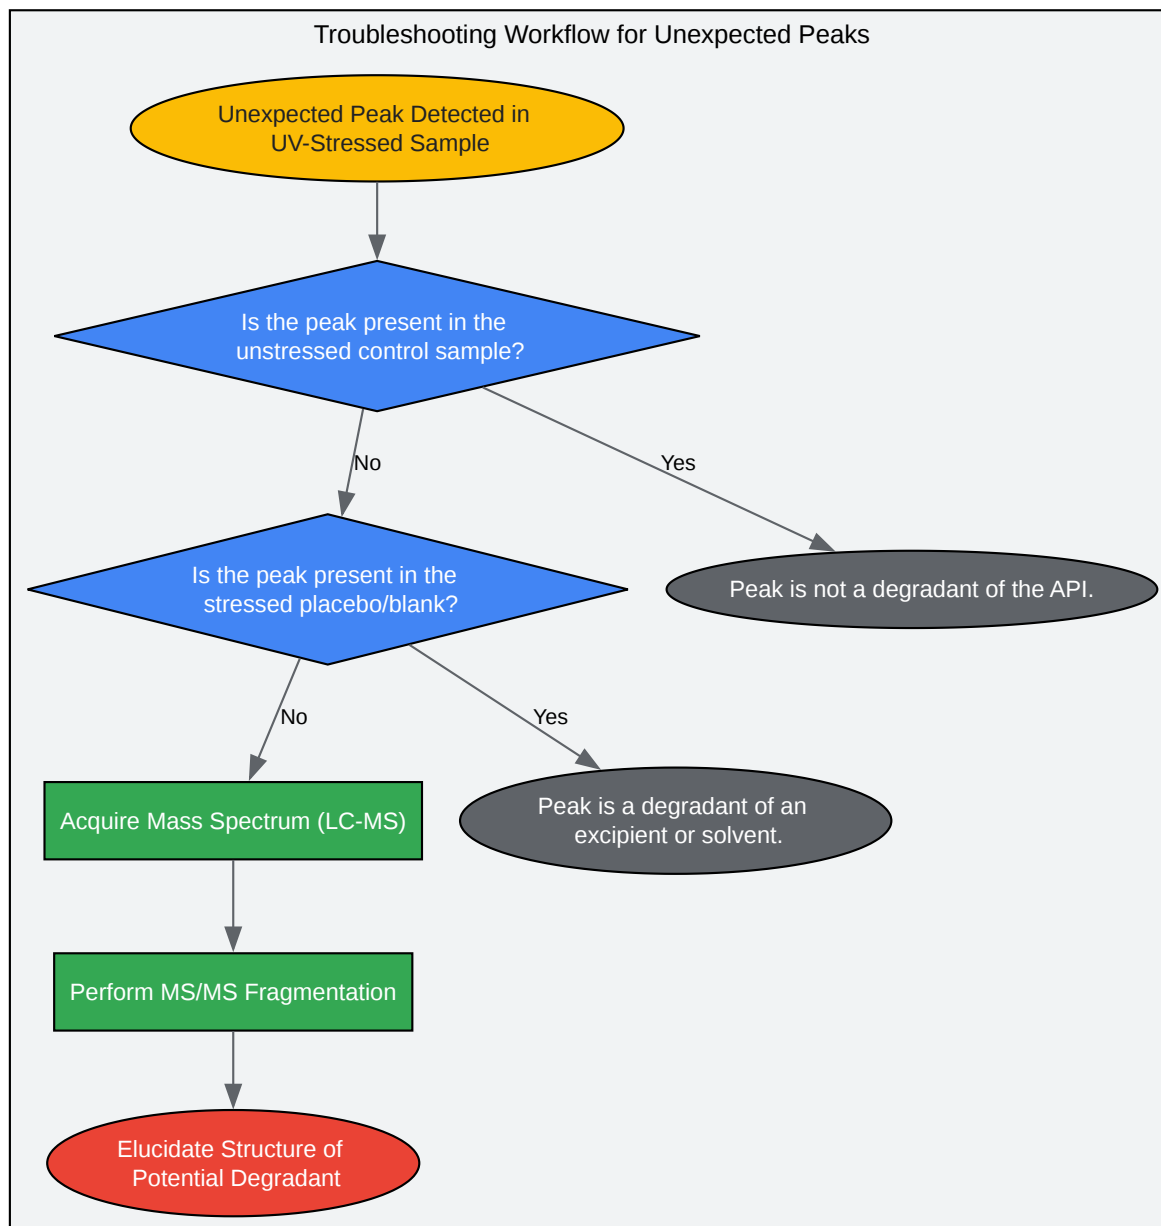 Troubleshooting Workflow for Unexpected Peaks
Unexpected Peak Detected in
UV-Stressed Sample
Is the peak present in the
unstressed control sample?
No
Yes
Is the peak present in the
stressed placebo/blank?
Peak is not a degradant of the API.
No
Yes
Acquire Mass Spectrum (LC-MS)
Peak is a degradant of an
excipient or solvent.
Perform MS/MS Fragmentation
Elucidate Structure of
Potential Degradant